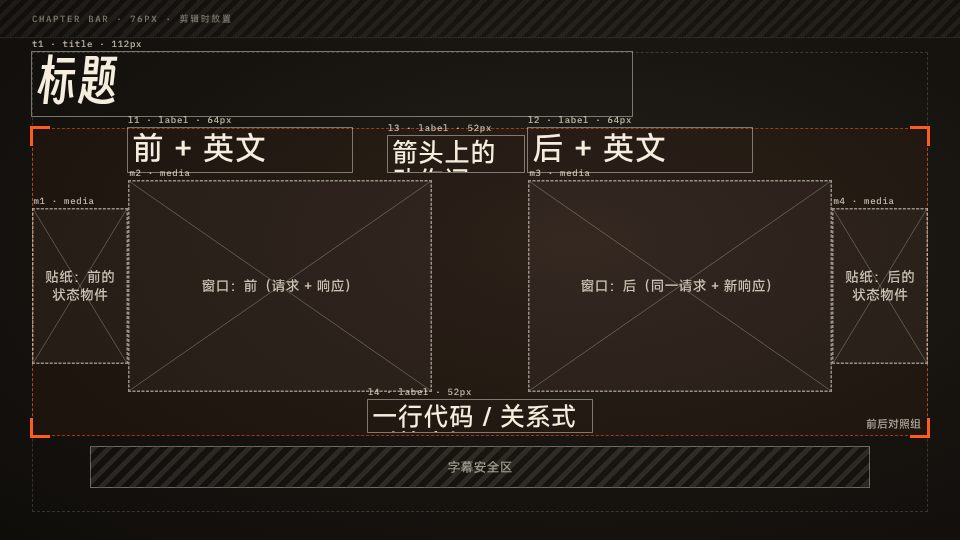 CHAPTER BAR · 76PX · 剪辑时放置
t1 · title · 112px
标题
l1 · label · 64px
前 + 英文
l3 · label · 52px
箭头上的
l2 · label · 64px
后 + 英文
m2 · media
m3 · media
m1 · media
m4 · media
贴纸：前的
状态物件
窗口：前（请求 + 响应）
窗口：后（同一请求 + 新响应）
贴纸：后的
状态物件
l4 · label · 52px
一行代码 / 关系式
前后对照组
字幕安全区